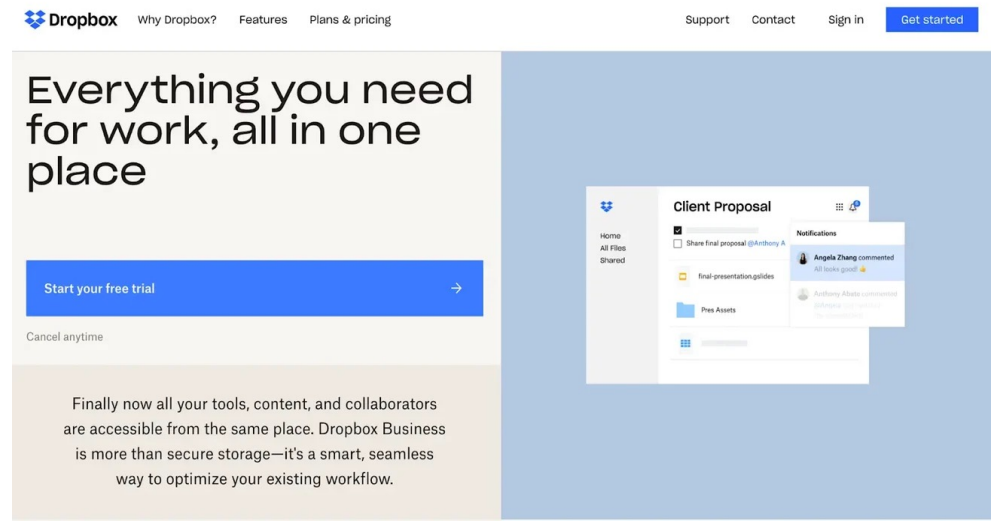 Dropbox
Why Dropbox?
Features
Plans & pricing
Support
Contact
Sign in
Get started
Everything you need
for work, all in one
place
Start your free trial
Cancel anytime
Finally now all your tools, content, and collaborators
are accessible from the same place. Dropbox Business
is more than secure storage—it's a smart, seamless
way to optimize your existing workflow.
Home
All Files
Shared
Client Proposal
Share final proposal @Anthony A
final-presentation.gslides
Pres Assets
Notifications
Angela Zhang commented
All looks good! 👍
Anthony Abate commented